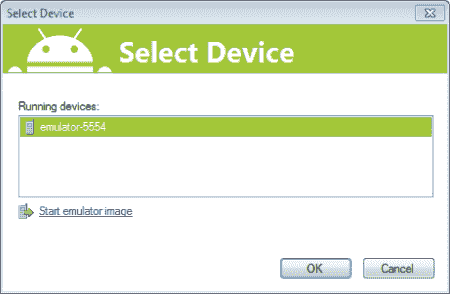 Select Device
Select Device
Running devices:
emulator-5554
Start emulator image
OK
Cancel